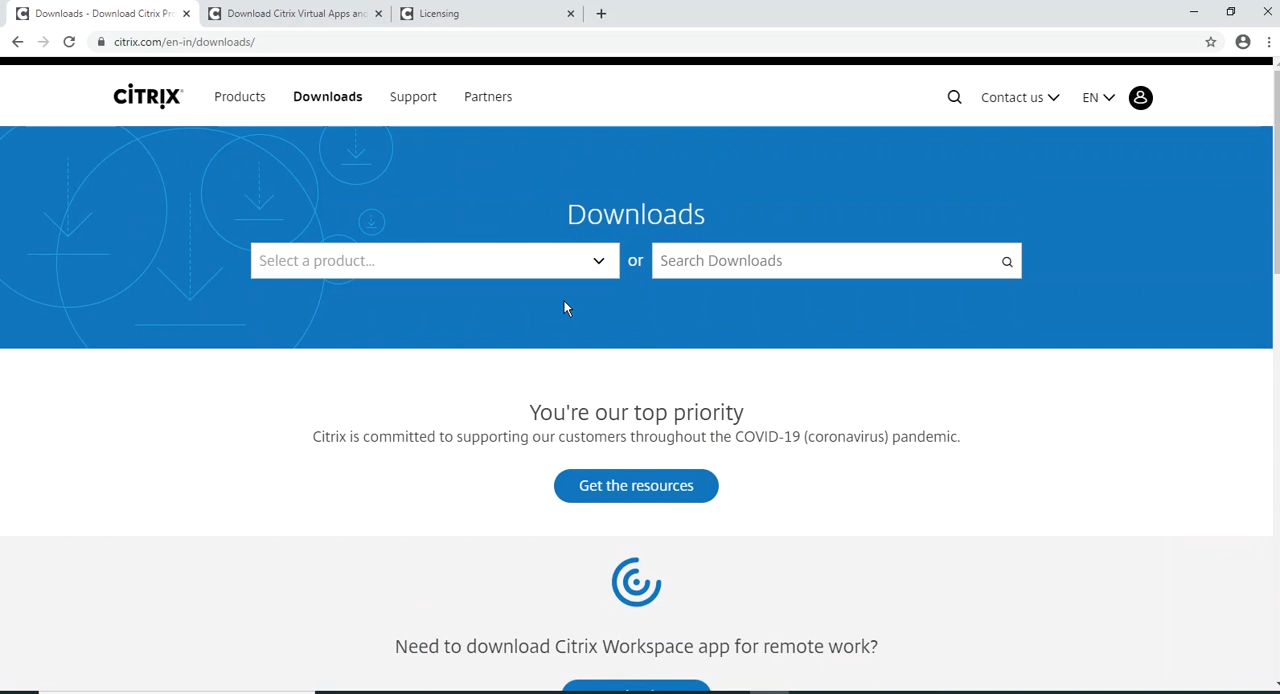 Downloads - Download Citrix Pr
Download Citrix Virtual Apps and
Licensing
citrix.com/en-in/downloads/
CITRIX
Products
Downloads
Support
Partners
Contact us
EN
Downloads
Select a product...
or
Search Downloads
You're our top priority
Citrix is committed to supporting our customers throughout the COVID-19 (coronavirus) pandemic.
Get the resources
Need to download Citrix Workspace app for remote work?